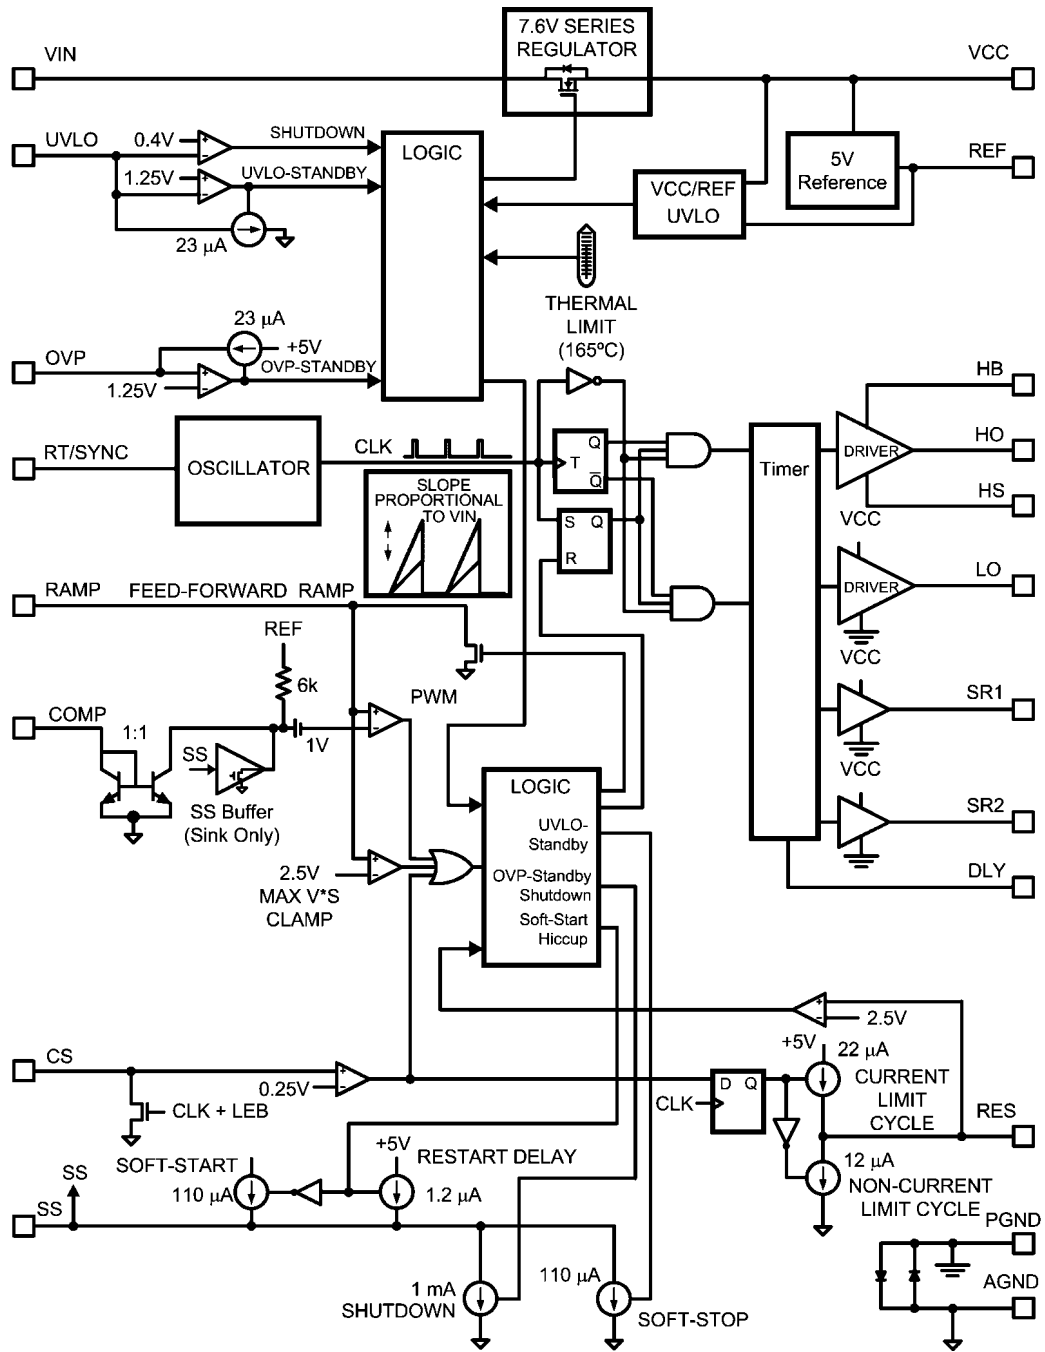 7.6V SERIES
REGULATOR
VIN
VCC
UVLO
0.4V
SHUTDOWN
1.25V
UVLO-STANDBY
23 µA
LOGIC
5V
Reference
REF
VCC/REF
UVLO
THERMAL
LIMIT
(165ºC)
23 µA
+5V
OVP
OVP-STANDBY
1.25V
HB
RT/SYNC
OSCILLATOR
CLK
T
Q
Q̅
S
Q
R
Timer
DRIVER
HO
HS
SLOPE
PROPORTIONAL
TO VIN
VCC
DRIVER
LO
RAMP
FEED-FORWARD RAMP
REF
6k
PWM
VCC
COMP
1:1
1V
SS
SS Buffer
(Sink Only)
SR1
VCC
LOGIC
UVLO-
Standby
OVP-Standby
Shutdown
Soft-Start
Hiccup
SR2
2.5V
MAX V*S
CLAMP
DLY
2.5V
CS
0.25V
CLK + LEB
D
Q
CLK
+5V
22 µA
CURRENT
LIMIT
CYCLE
RES
12 µA
NON-CURRENT
LIMIT CYCLE
SOFT-START
110 µA
+5V
RESTART DELAY
1.2 µA
SS
SS
1 mA
SHUTDOWN
110 µA
SOFT-STOP
PGND
AGND